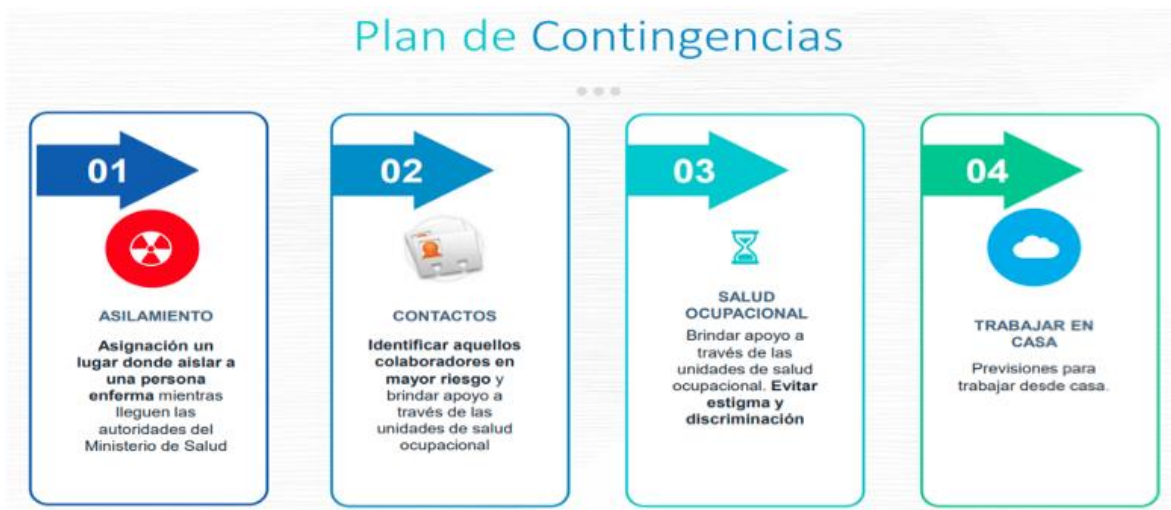 Plan de Contingencias
01
ASILAMIENTO
Asignación un
lugar donde aislar a
una persona
enferma mientras
lleguen las
autoridades del
Ministerio de Salud
02
CONTACTOS
Identificar aquellos
colaboradores en
mayor riesgo y
brindar apoyo a
través de las
unidades de salud
ocupacional
03
SALUD
OCUPACIONAL
Brindar apoyo a
través de las
unidades de salud
ocupacional. Evitar
estigma y
discriminación
04
TRABAJAR EN
CASA
Previsiones para
trabajar desde casa.